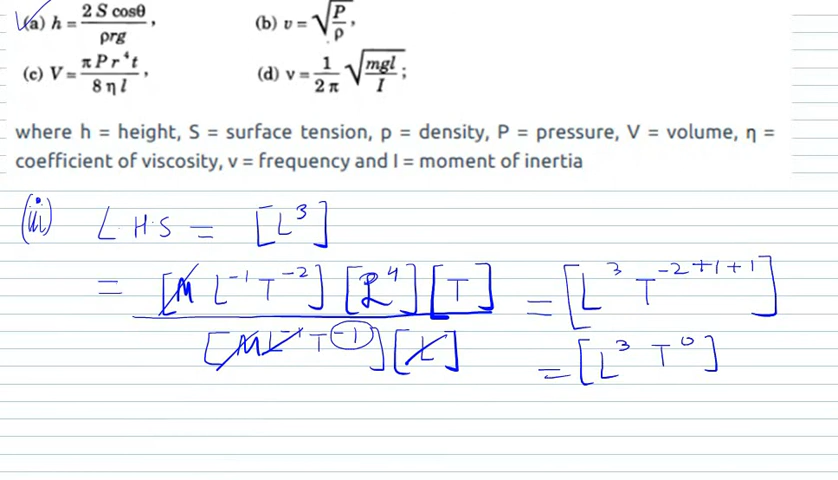 (a) h = 2 S cosθ / ρrg , (b) υ = √(P/ρ) ,
(c) V = π P r⁴ t / 8 η l , (d) ν = 1/2π √(mgl/I) ;
where h = height, S = surface tension, p = density, P = pressure, V = volume, η =
coefficient of viscosity, v = frequency and I = moment of inertia
(iii) L.H.S = [L³]
= [M L⁻¹ T⁻²] [L⁴] [T] / [M L⁻¹ T⁻¹] [L] = [L³ T⁻²⁺¹⁺¹]
= [L³ T⁰]